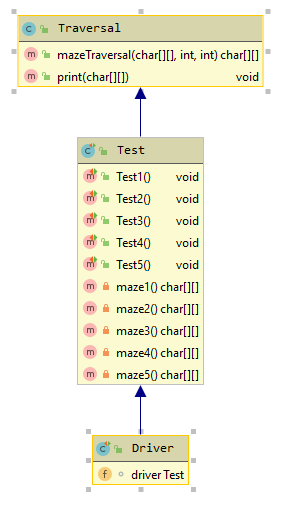 Traversal
mazeTraversal(char[][], int, int) char[][]
print(char[][]) void
Test
Test1() void
Test2() void
Test3() void
Test4() void
Test5() void
maze1() char[][]
maze2() char[][]
maze3() char[][]
maze4() char[][]
maze5() char[][]
Driver
driver Test